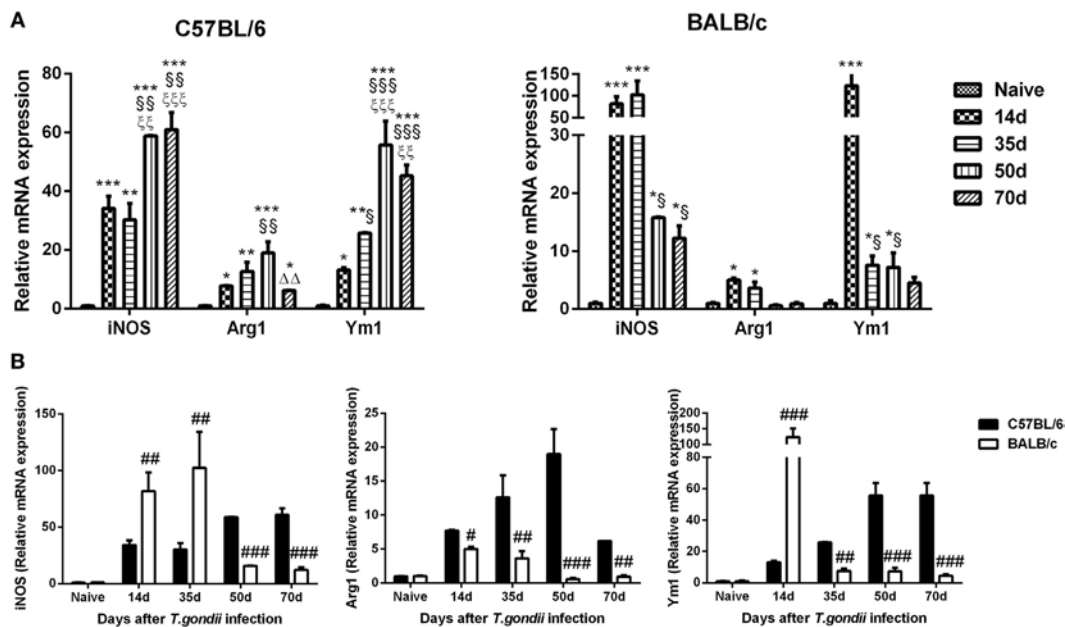 A
C57BL/6
BALB/c
Relative mRNA expression
80
60
40
20
0
***
**
***
§§
ξξ
***
§§
ξξξ
*
**
***
§§
*
ΔΔ
*
**§
***
§§§
ξξξ
***
§§§
ξξ
iNOS
Arg1
Ym1
Relative mRNA expression
150
125
100
75
50
30
20
10
0
***
***
*§
*§
*
*
***
*§
*§
iNOS
Arg1
Ym1
Naive
14d
35d
50d
70d
B
iNOS (Relative mRNA expression)
150
100
50
0
##
##
###
###
Naive
14d
35d
50d
70d
Days after T.gondii infection
Arg1 (Relative mRNA expression)
25
20
15
10
5
0
#
##
###
##
Naive
14d
35d
50d
70d
Days after T.gondii infection
Ym1 (Relative mRNA expression)
200
150
100
50
80
60
40
20
0
###
##
###
###
Naive
14d
35d
50d
70d
Days after T.gondii infection
C57BL/6
BALB/c